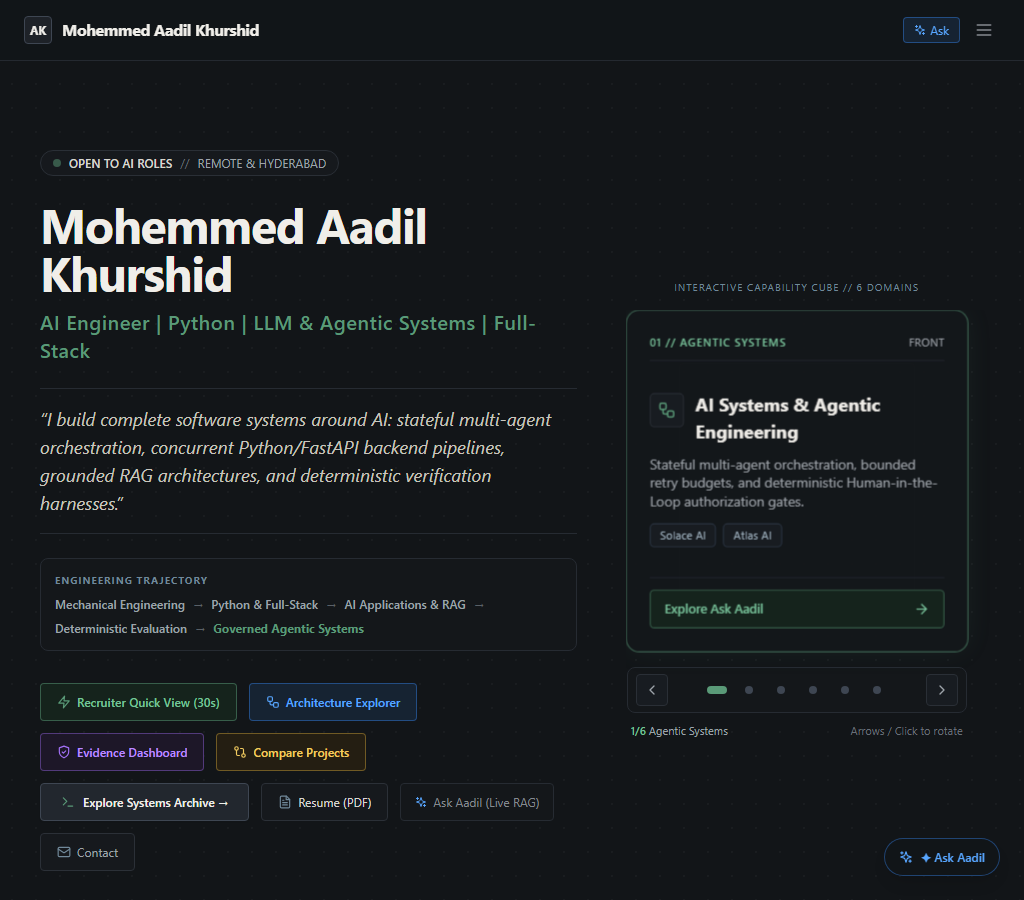 AK Mohemmed Aadil Khurshid
Ask
OPEN TO AI ROLES // REMOTE & HYDERABAD
Mohemmed Aadil
Khurshid
AI Engineer | Python | LLM & Agentic Systems | Full-
Stack
“I build complete software systems around AI: stateful multi-agent
orchestration, concurrent Python/FastAPI backend pipelines,
grounded RAG architectures, and deterministic verification
harnesses.”
ENGINEERING TRAJECTORY
Mechanical Engineering → Python & Full-Stack → AI Applications & RAG →
Deterministic Evaluation → Governed Agentic Systems
Recruiter Quick View (30s)
Architecture Explorer
Evidence Dashboard
Compare Projects
Explore Systems Archive →
Resume (PDF)
Ask Aadil (Live RAG)
Contact
INTERACTIVE CAPABILITY CUBE // 6 DOMAINS
01 // AGENTIC SYSTEMS FRONT
AI Systems & Agentic
Engineering
Stateful multi-agent orchestration, bounded
retry budgets, and deterministic Human-in-the-
Loop authorization gates.
Solace AI
Atlas AI
Explore Ask Aadil →
1/6 Agentic Systems
Arrows / Click to rotate
✦ Ask Aadil